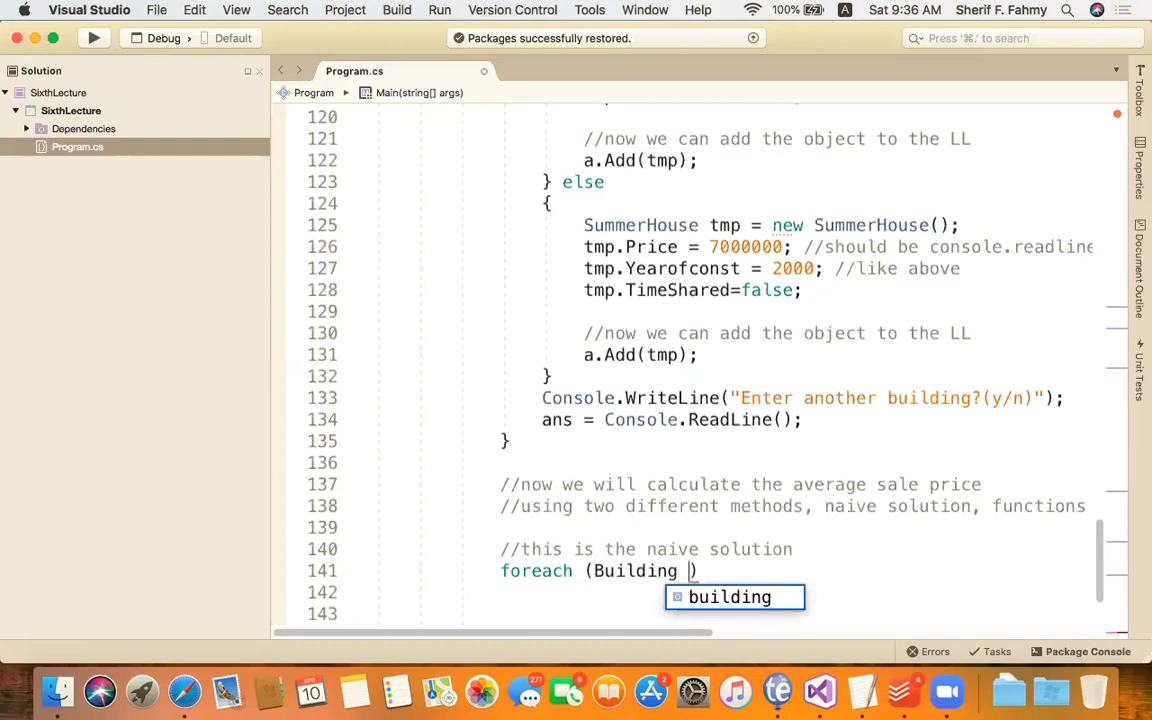 Visual Studio File Edit View Search Project Build Run Version Control Tools Window Help 100% A Sat 9:36 AM Sherif F. Fahmy
Debug Default Packages successfully restored. Press '⌘.' to search
Solution Program.cs
SixthLecture Program Main(string[] args)
SixthLecture
Dependencies
Program.cs
120
121 //now we can add the object to the LL
122 a.Add(tmp);
123 } else
124 {
125 SummerHouse tmp = new SummerHouse();
126 tmp.Price = 7000000; //should be console.readline
127 tmp.Yearofconst = 2000; //like above
128 tmp.TimeShared=false;
129
130 //now we can add the object to the LL
131 a.Add(tmp);
132 }
133 Console.WriteLine("Enter another building?(y/n)");
134 ans = Console.ReadLine();
135 }
136
137 //now we will calculate the average sale price
138 //using two different methods, naive solution, functions
139
140 //this is the naive solution
141 foreach (Building )
142 building
143
Toolbox
Properties
Document Outline
Unit Tests
Errors Tasks Package Console
APR
10
271
9
2
4